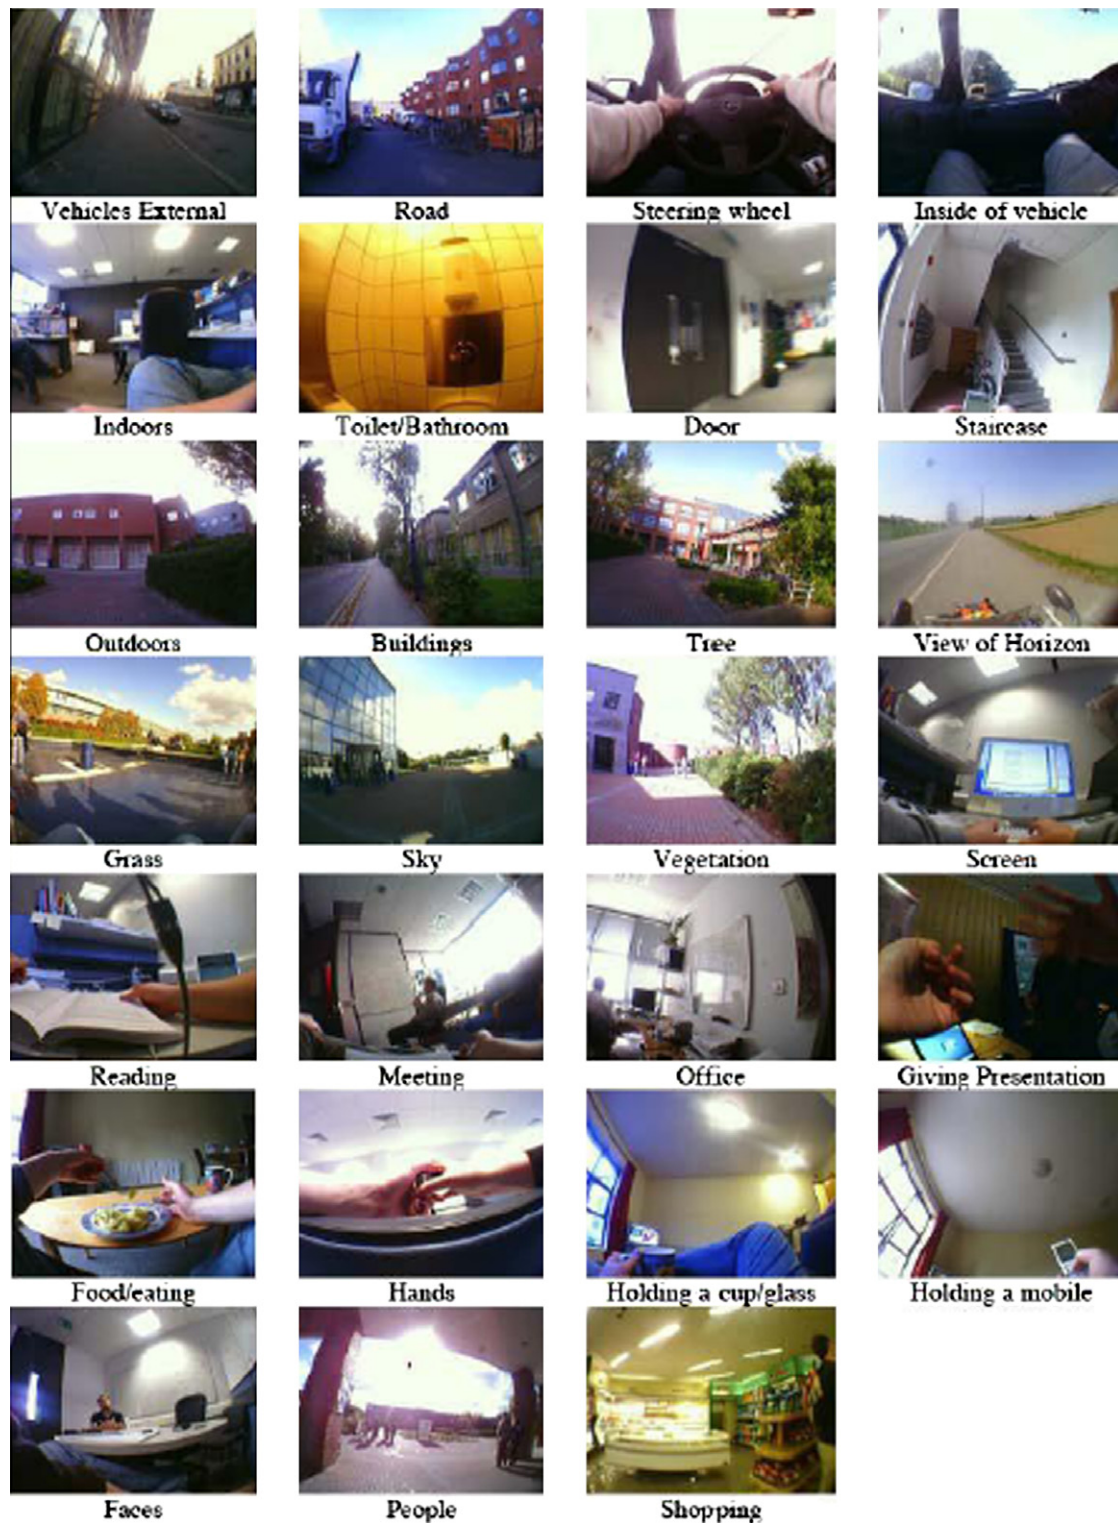 Vehicles External
Road
Steering wheel
Inside of vehicle
Indoors
Toilet/Bathroom
Door
Staircase
Outdoors
Buildings
Tree
View of Horizon
Grass
Sky
Vegetation
Screen
Reading
Meeting
Office
Giving Presentation
Food/eating
Hands
Holding a cup/glass
Holding a mobile
Faces
People
Shopping